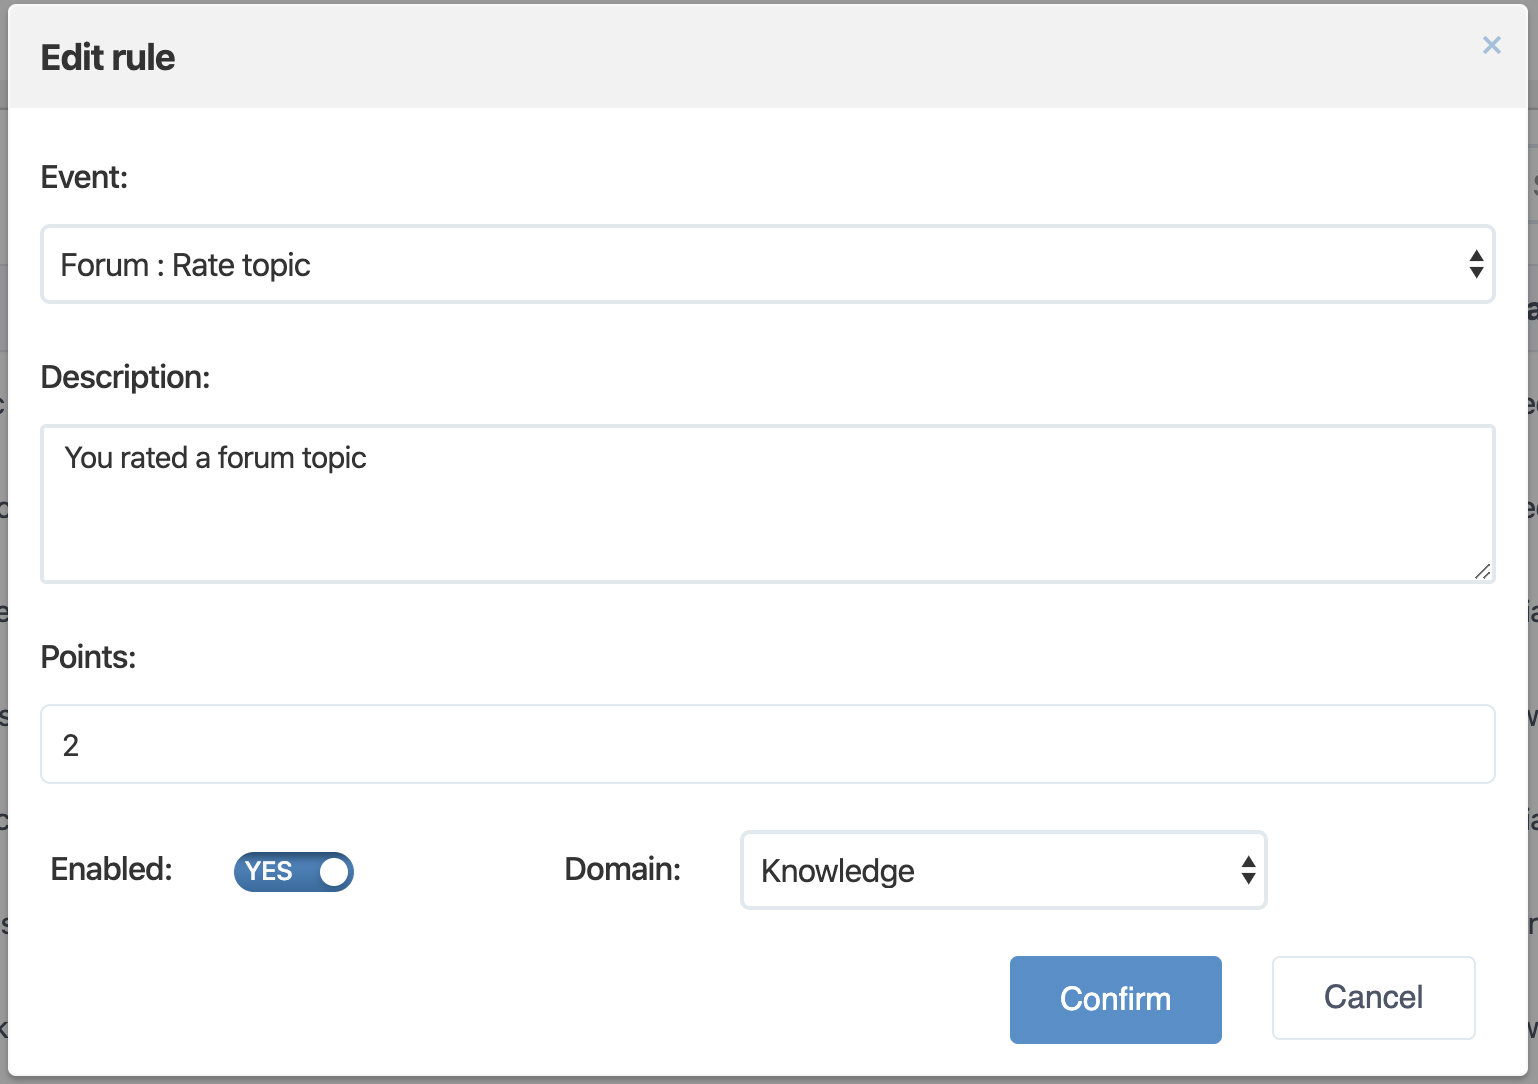 Edit rule
×
Event:
Forum : Rate topic
Description:
You rated a forum topic
Points:
2
Enabled: YES Domain: Knowledge
Confirm Cancel